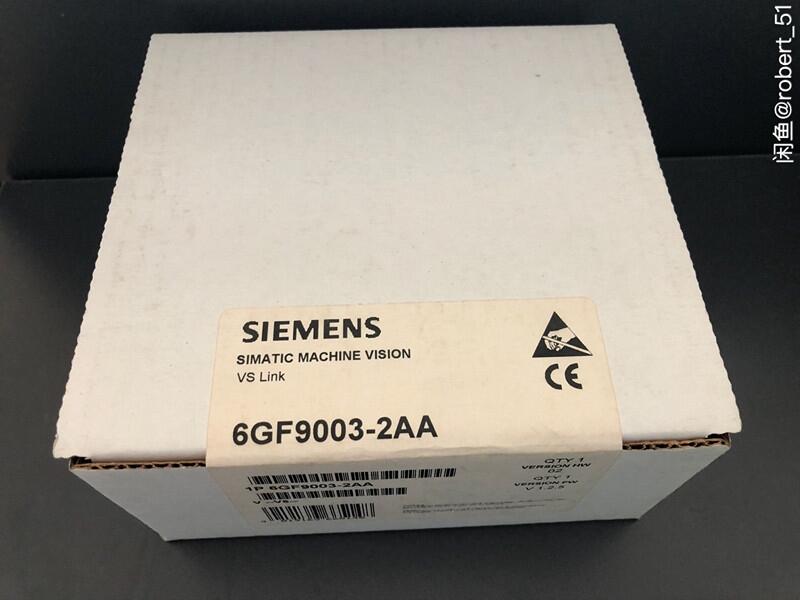 闲鱼@robert_51
SIEMENS
SIMATIC MACHINE VISION
VS Link
CE
6GF9003-2AA
1P 6GF9003-2AA
QTY 1
VERSION HW
02
QTY 1
VERSION FW